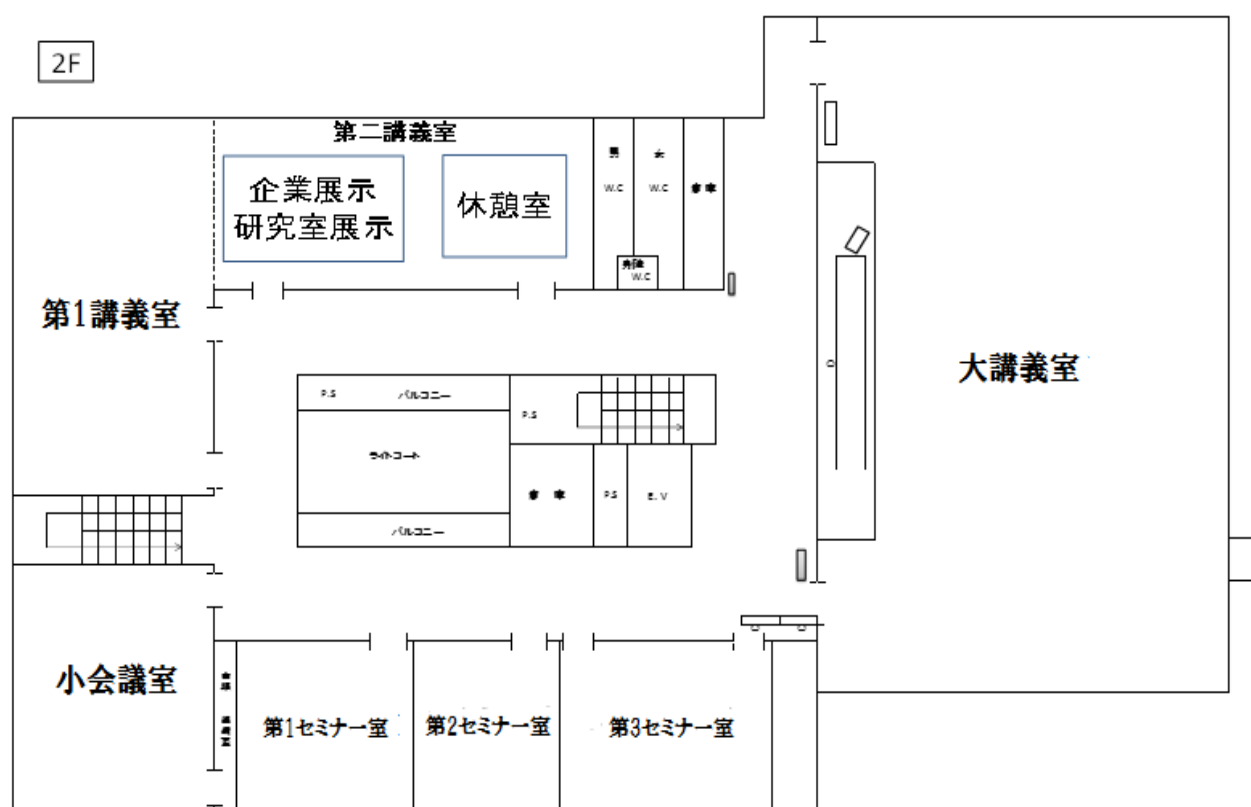 2F
第二講義室
企業展示
研究室展示
休憩室
男
女
W.C
W.C
倉庫
W.C
第1講義室
大講義室
P.S
バルコニー
P.S
ライトコート
倉庫
P.S
E.V
バルコニー
小会議室
第1セミナー室
第2セミナー室
第3セミナー室